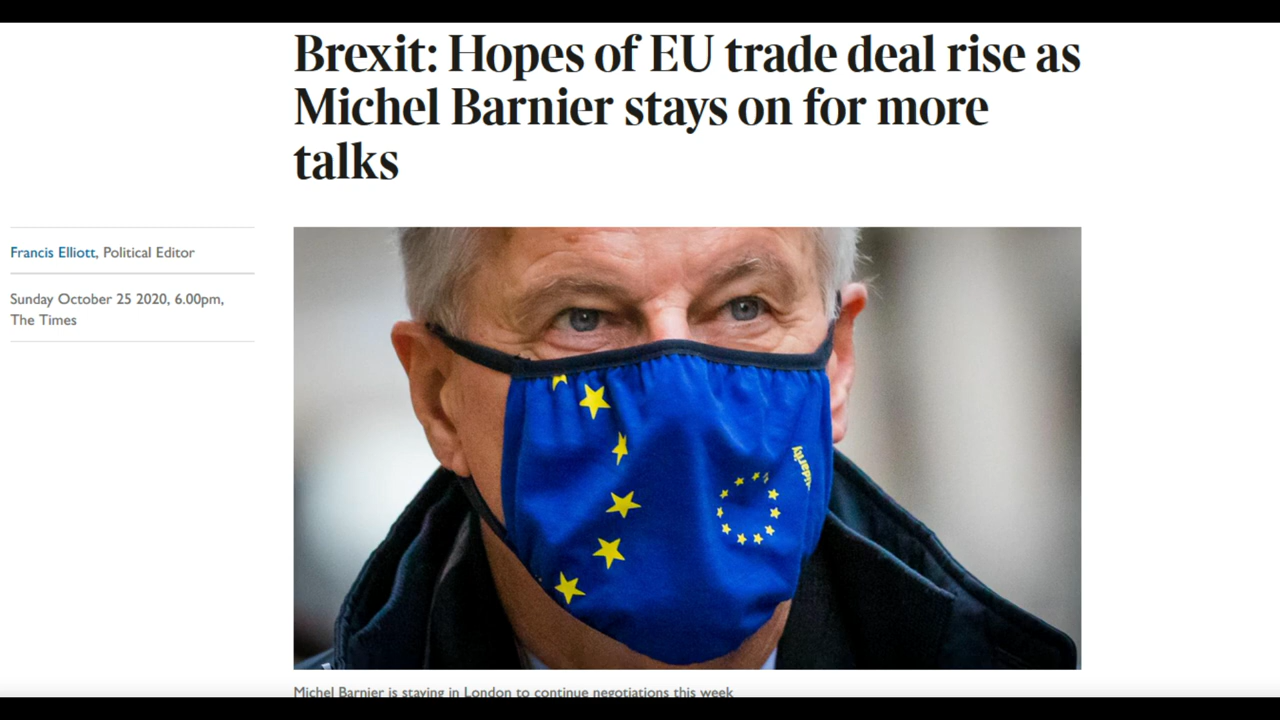 Brexit: Hopes of EU trade deal rise as
Michel Barnier stays on for more
talks
Francis Elliott, Political Editor
Sunday October 25 2020, 6.00pm,
The Times
Michel Barnier is staying in London to continue negotiations this week